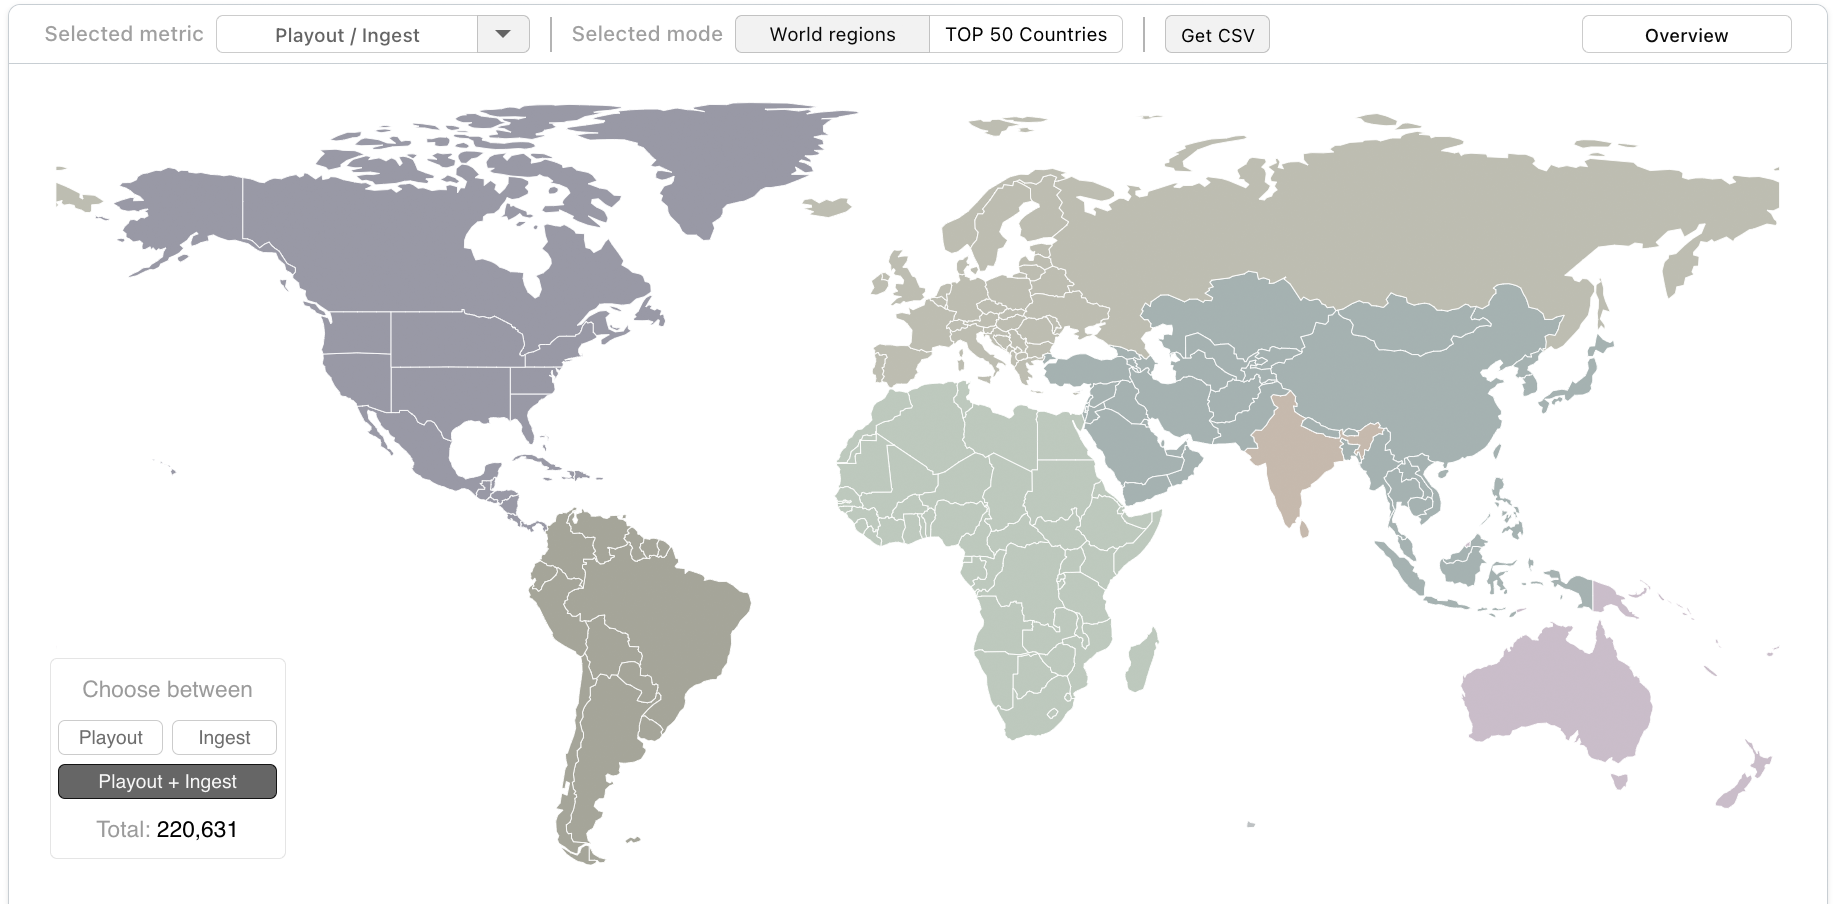 Selected metric Playout / Ingest Selected mode World regions TOP 50 Countries Get CSV Overview
Choose between
Playout Ingest
Playout + Ingest
Total: 220,631